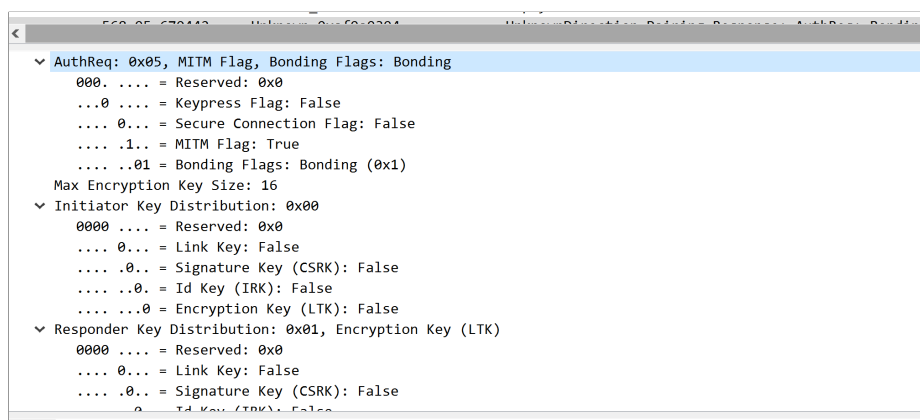 AuthReq: 0x05, MITM Flag, Bonding Flags: Bonding
000. .... = Reserved: 0x0
...0 .... = Keypress Flag: False
.... 0... = Secure Connection Flag: False
.... .1.. = MITM Flag: True
.... ..01 = Bonding Flags: Bonding (0x1)
Max Encryption Key Size: 16
Initiator Key Distribution: 0x00
0000 .... = Reserved: 0x0
.... 0... = Link Key: False
.... .0.. = Signature Key (CSRK): False
.... ..0. = Id Key (IRK): False
.... ...0 = Encryption Key (LTK): False
Responder Key Distribution: 0x01, Encryption Key (LTK)
0000 .... = Reserved: 0x0
.... 0... = Link Key: False
.... .0.. = Signature Key (CSRK): False